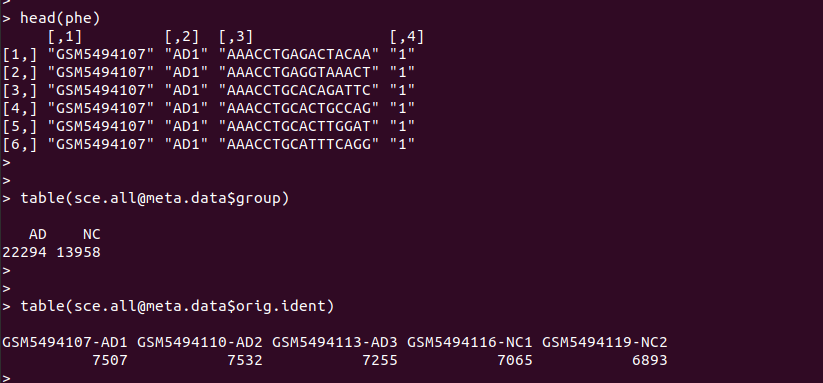 >
> head(phe)
     [,1]         [,2]  [,3]               [,4]
[1,] "GSM5494107" "AD1" "AAACCTGAGACTACAA" "1"
[2,] "GSM5494107" "AD1" "AAACCTGAGGTAAACT" "1"
[3,] "GSM5494107" "AD1" "AAACCTGCACAGATTC" "1"
[4,] "GSM5494107" "AD1" "AAACCTGCACTGCCAG" "1"
[5,] "GSM5494107" "AD1" "AAACCTGCACTTGGAT" "1"
[6,] "GSM5494107" "AD1" "AAACCTGCATTTCAGG" "1"
>
>
> table(sce.all@meta.data$group)

   AD    NC
22294 13958
>
>
> table(sce.all@meta.data$orig.ident)

GSM5494107-AD1 GSM5494110-AD2 GSM5494113-AD3 GSM5494116-NC1 GSM5494119-NC2
          7507           7532           7255           7065           6893
>